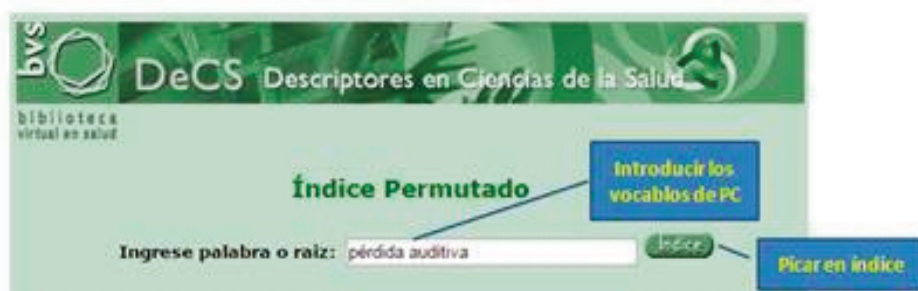 bvs
DeCS Descriptores en Ciencias de la Salud
biblioteca
virtual en salud
Índice Permutado
Introducir los
vocablos de PC
Ingrese palabra o raiz: pérdida auditiva
Índice
Picar en índice